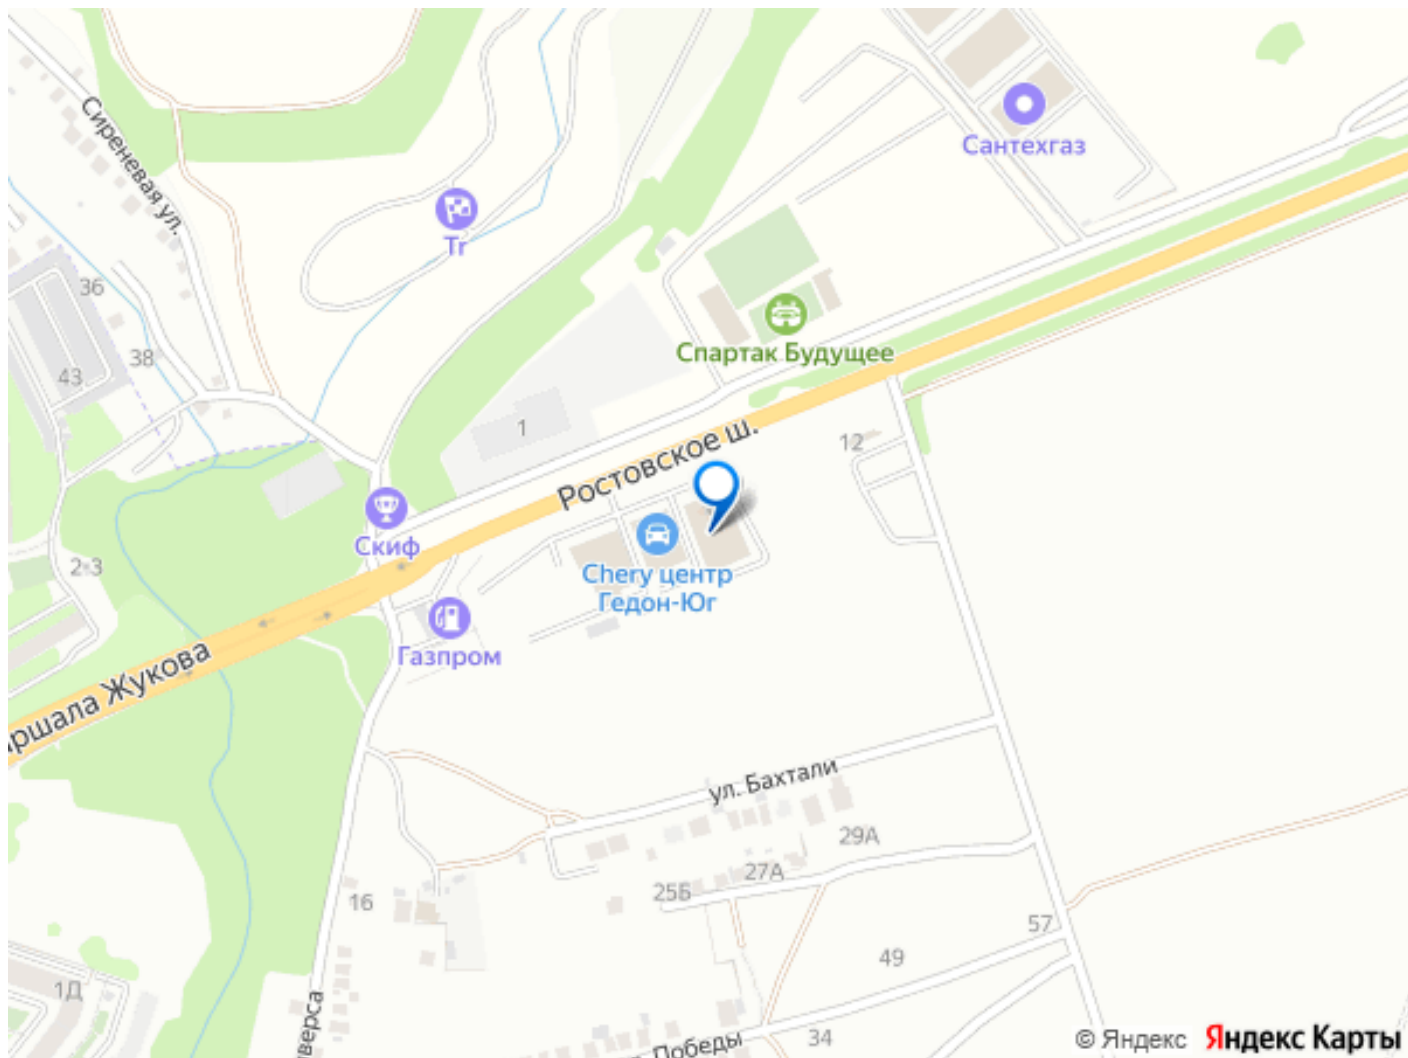 Сиреневая ул.
Сантехгаз
Tr
36
38
43
Спартак Будущее
1
12
Ростовское ш.
Скиф
2-3
Chery центр
Гедон-Юг
Газпром
ршала Жукова
ул. Бахтали
29А
27А
25Б
16
57
49
1Д
иверса
Победы
34
© Яндекс
Яндекс Карты